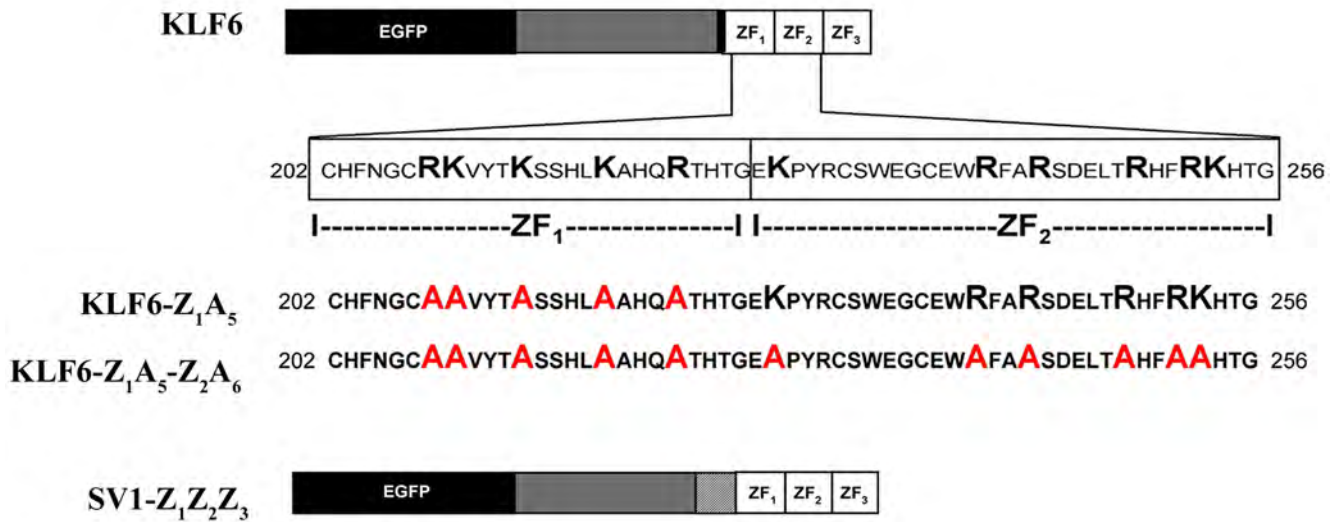 KLF6 EGFP ZF1 ZF2 ZF3
202 CHFNGCRKVYTKSSHLKAHQRTHTGEKPYRCSWEGCEWRFARSDELTRHFRKHTG 256
I-----------------ZF1--------------I I---------------------ZF2-------------------I
KLF6-Z1A5 202 CHFNGCAAVYTASSHLAAHQATHTGEKPYRCSWEGCEWRFARSDELTRHFRKHTG 256
KLF6-Z1A5-Z2A6 202 CHFNGCAAVYTASSHLAAHQATHTGEAPYRCSWEGCEWAFAASDELTAHFAAHTG 256
SV1-Z1Z2Z3 EGFP ZF1 ZF2 ZF3